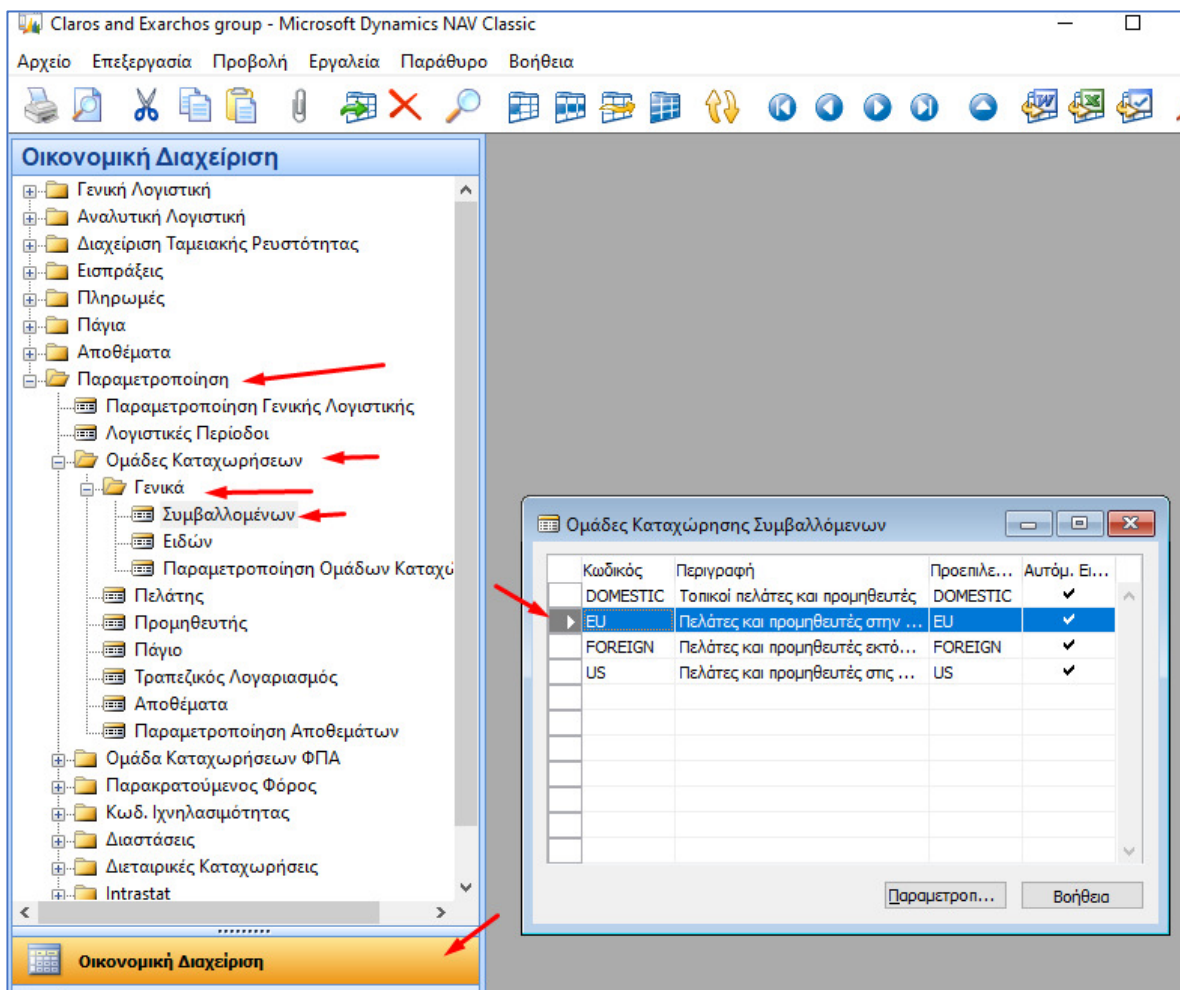 Claros and Exarchos group - Microsoft Dynamics NAV Classic
Αρχείο Επεξεργασία Προβολή Εργαλεία Παράθυρο Βοήθεια
Οικονομική Διαχείριση
Γενική Λογιστική
Αναλυτική Λογιστική
Διαχείριση Ταμειακής Ρευστότητας
Εισπράξεις
Πληρωμές
Πάγια
Αποθέματα
Παραμετροποίηση
Παραμετροποίηση Γενικής Λογιστικής
Λογιστικές Περίοδοι
Ομάδες Καταχωρήσεων
Γενικά
Συμβαλλομένων
Ειδών
Παραμετροποίηση Ομάδων Καταχώ
Πελάτης
Προμηθευτής
Πάγιο
Τραπεζικός Λογαριασμός
Αποθέματα
Παραμετροποίηση Αποθεμάτων
Ομάδα Καταχωρήσεων ΦΠΑ
Παρακρατούμενος Φόρος
Κωδ. Ιχνηλασιμότητας
Διαστάσεις
Διεταιρικές Καταχωρήσεις
Intrastat
Οικονομική Διαχείριση
Ομάδες Καταχώρησης Συμβαλλόμενων
Κωδικός Περιγραφή Προεπιλε... Αυτόμ. Ει...
DOMESTIC Τοπικοί πελάτες και προμηθευτές DOMESTIC
EU Πελάτες και προμηθευτές στην ... EU
FOREIGN Πελάτες και προμηθευτές εκτό... FOREIGN
US Πελάτες και προμηθευτές στις ... US
Παραμετροπ... Βοήθεια